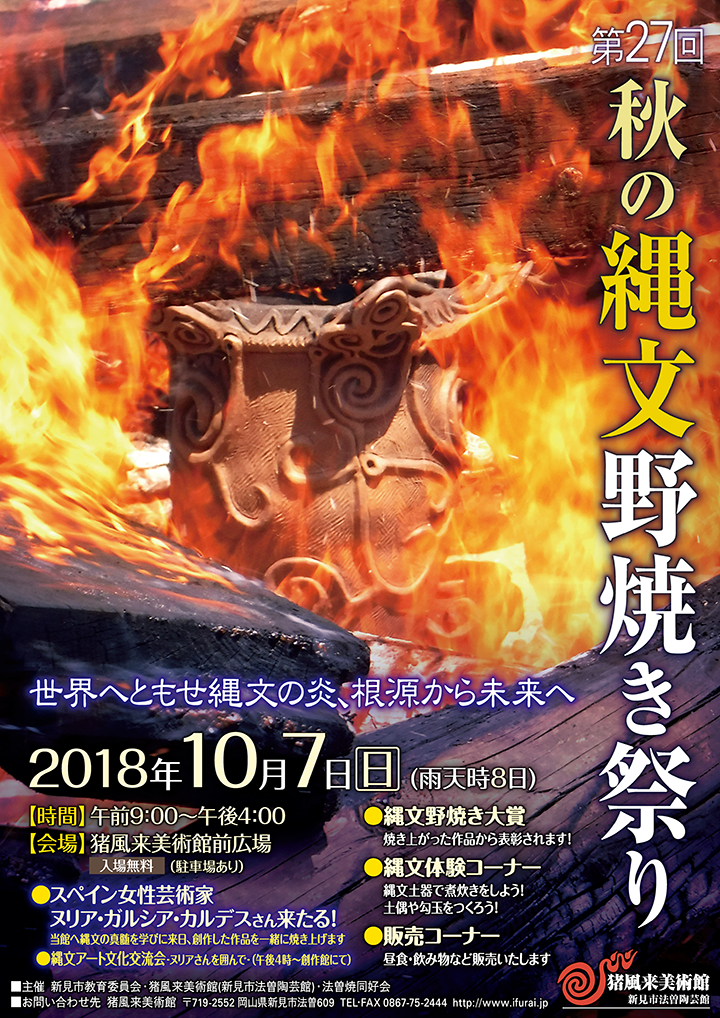 第27回
秋の縄文野焼き祭り
世界へともせ縄文の炎、根源から未来へ
2018年10月7日日(雨天時8日)
【時間】午前9:00～午後4:00
【会場】猪風来美術館前広場
入場無料 (駐車場あり)
●スペイン女性芸術家
ヌリア・ガルシア・カルデスさん来たる!
当館へ縄文の真髄を学びに来日、創作した作品を一緒に焼き上げます
●縄文アート文化交流会-ヌリアさんを囲んで-(午後4時～創作館にて)
●縄文野焼き大賞
焼き上がった作品から表彰されます!
●縄文体験コーナー
縄文土器で煮炊きをしよう!
土偶や勾玉をつくろう!
●販売コーナー
昼食・飲み物など販売いたします
■主催 新見市教育委員会・猪風来美術館(新見市法曽陶芸館)・法曽焼同好会
■お問い合わせ先 猪風来美術館 〒719-2552 岡山県新見市法曽609 TEL・FAX 0867-75-2444 http://www.ifurai.jp/
猪風来美術館
新見市法曽陶芸館